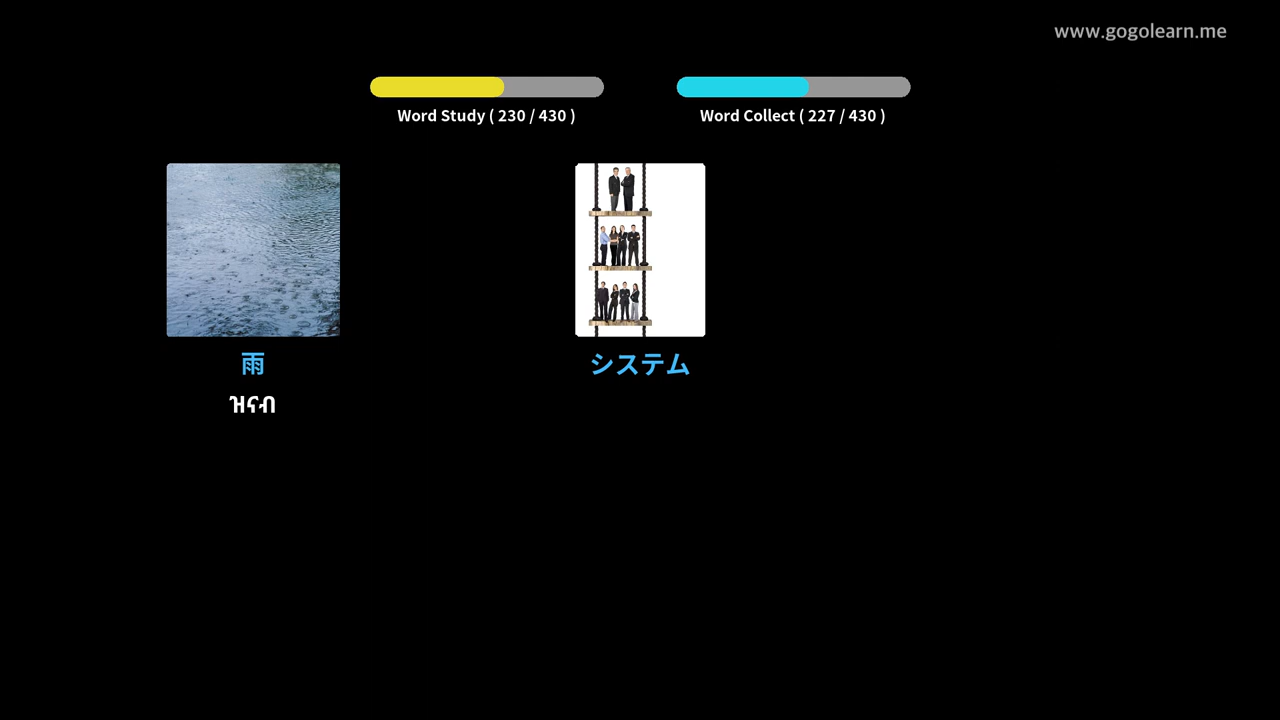 www.gogolearn.me
Word Study ( 230 / 430 )
Word Collect ( 227 / 430 )
雨
ዝናብ
システム